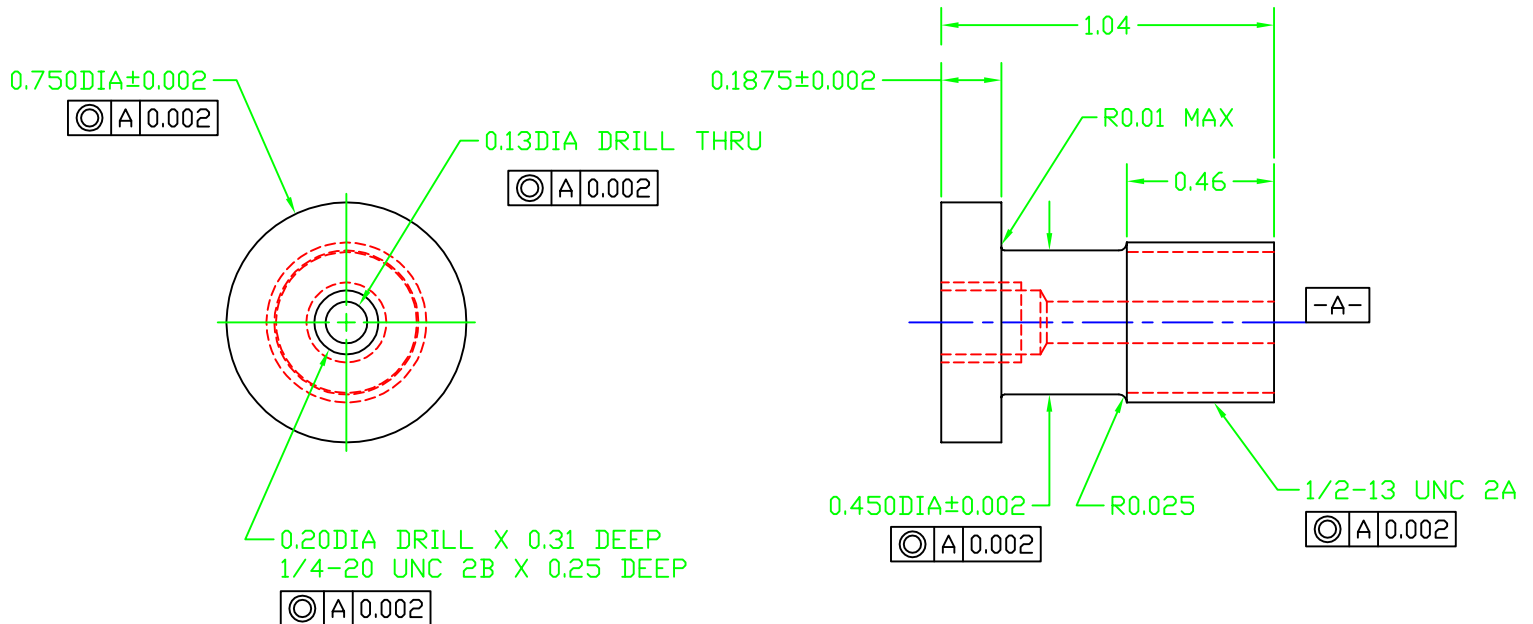 0.750DIA±0.002
◎ A 0.002
0.13DIA DRILL THRU
◎ A 0.002
0.20DIA DRILL X 0.31 DEEP
1/4-20 UNC 2B X 0.25 DEEP
◎ A 0.002
1.04
0.1875±0.002
R0.01 MAX
0.46
-A-
0.450DIA±0.002
◎ A 0.002
R0.025
1/2-13 UNC 2A
◎ A 0.002